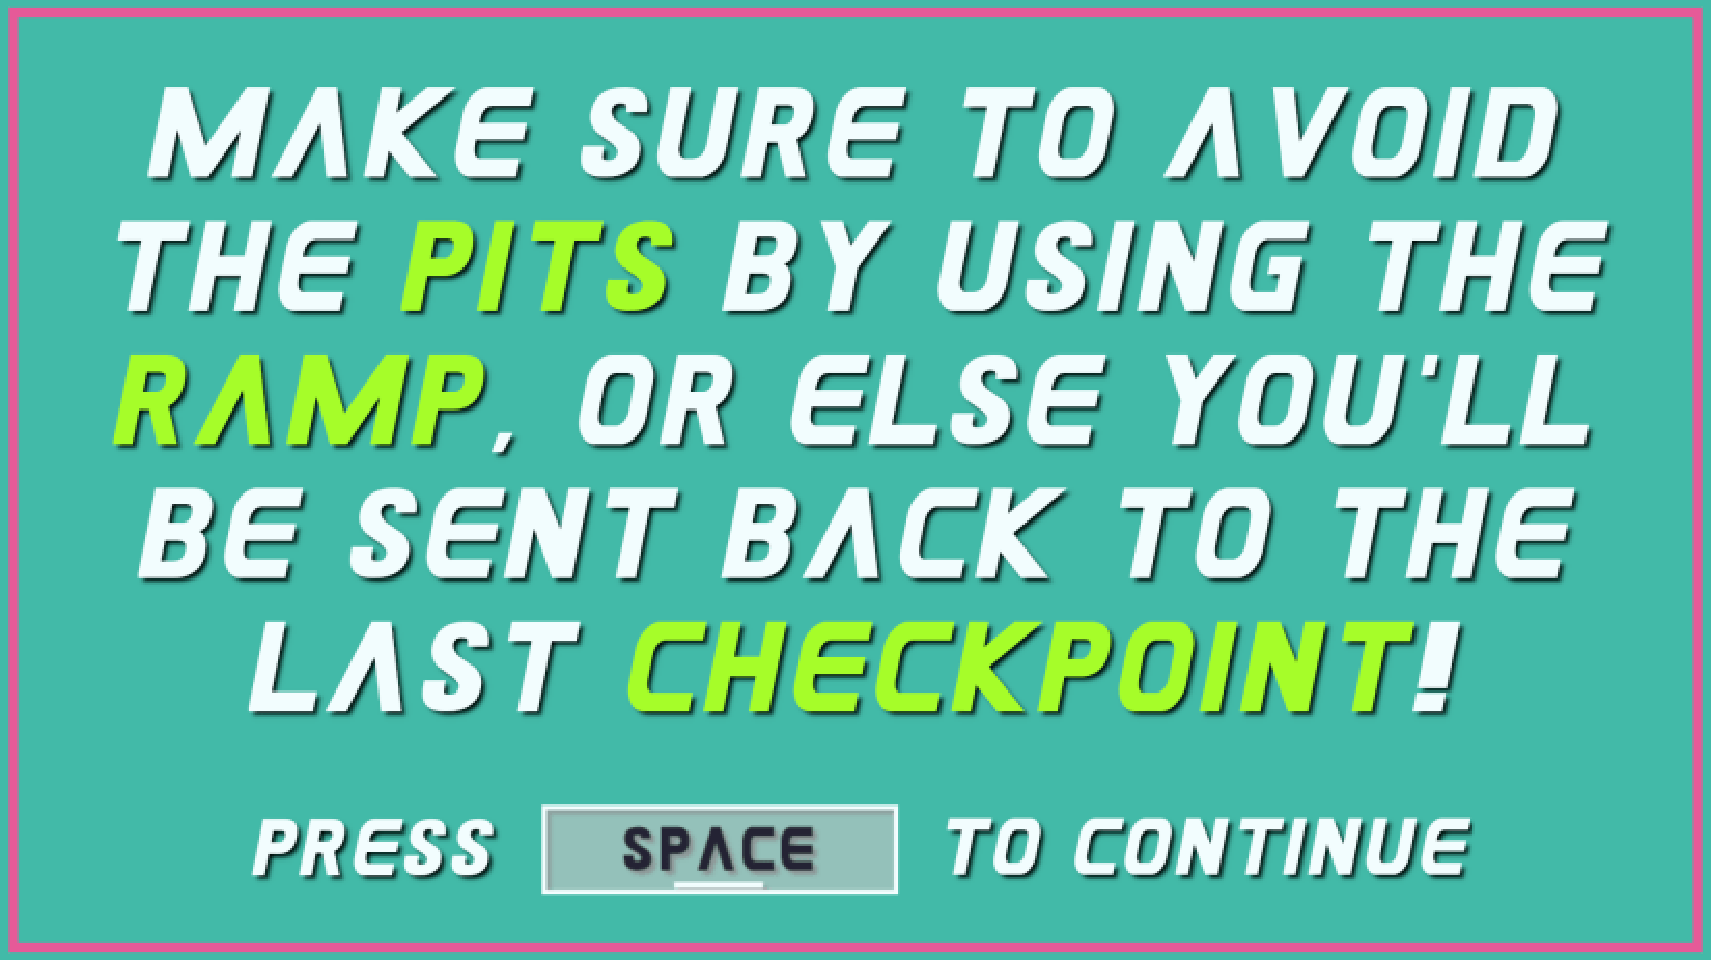 MAKE SURE TO AVOID
THE PITS BY USING THE
RAMP, OR ELSE YOU'LL
BE SENT BACK TO THE
LAST CHECKPOINT!
PRESS SPACE TO CONTINUE